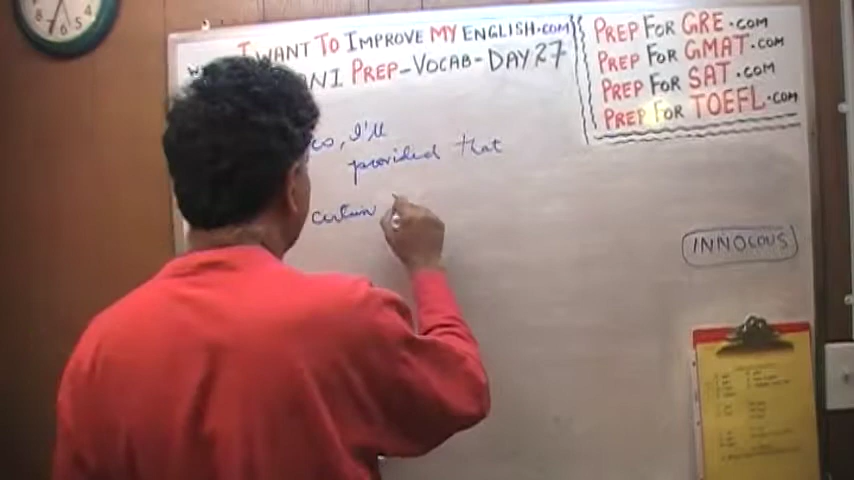 I WANT TO IMPROVE MY ENGLISH.COM
PREP-VOCAB-DAY 27
PREP FOR GRE.COM
PREP FOR GMAT.COM
PREP FOR SAT.COM
PREP FOR TOEFL.COM
I'll
provided that
certain
INNOCOUS